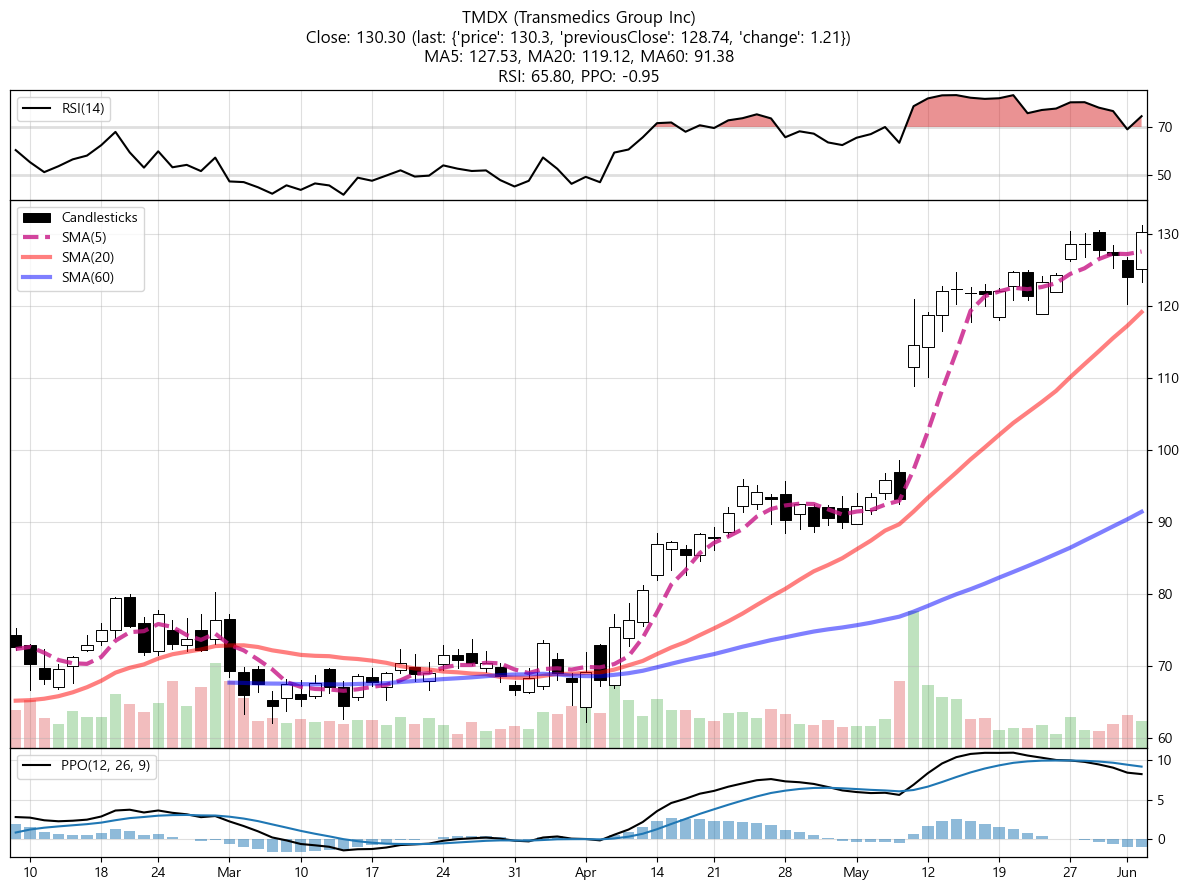 TMDX (Transmedics Group Inc)
Close: 130.30 (last: {'price': 130.3, 'previousClose': 128.74, 'change': 1.21})
MA5: 127.53, MA20: 119.12, MA60: 91.38
RSI: 65.80, PPO: -0.95
RSI(14)
70
50
Candlesticks
SMA(5)
SMA(20)
SMA(60)
130
120
110
100
90
80
70
60
PPO(12, 26, 9)
10
5
0
10 18 24 Mar 10 17 24 31 Apr 14 21 28 May 12 19 27 Jun